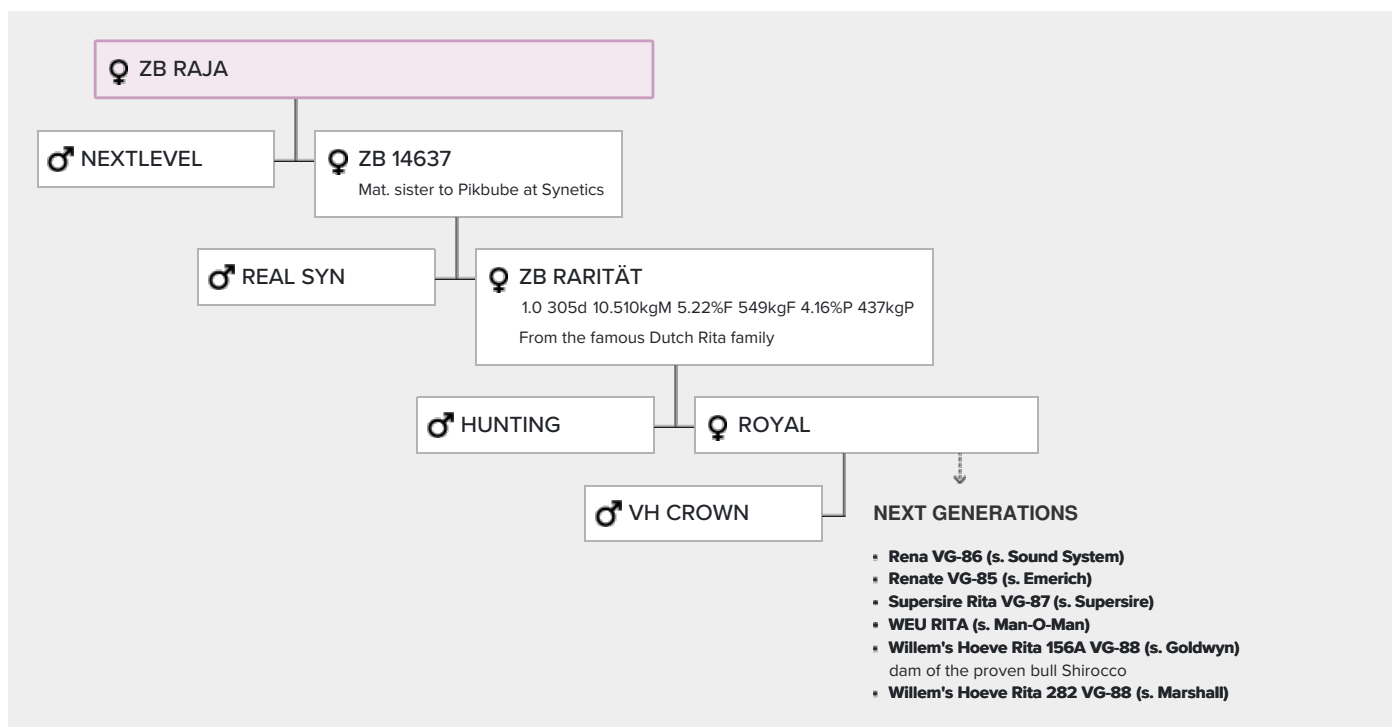 ZB RAJA
NEXTLEVEL
ZB 14637
Mat. sister to Pikbube at Synetics
REAL SYN
ZB RARITÄT
1.0 305d 10.510kgM 5.22%F 549kgF 4.16%P 437kgP
From the famous Dutch Rita family
HUNTING
ROYAL
VH CROWN
NEXT GENERATIONS
• Rena VG-86 (s. Sound System)
• Renate VG-85 (s. Emerich)
• Supersire Rita VG-87 (s. Supersire)
• WEU RITA (s. Man-O-Man)
• Willem's Hoeve Rita 156A VG-88 (s. Goldwyn)
dam of the proven bull Shirocco
• Willem's Hoeve Rita 282 VG-88 (s. Marshall)